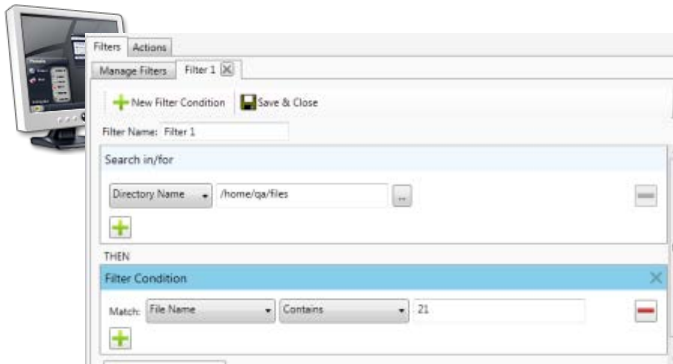 Filters Actions
Manage Filters Filter 1
New Filter Condition Save & Close
Filter Name: Filter 1
Search in/for
Directory Name /home/qa/files ...
THEN
Filter Condition
Match: File Name Contains 21